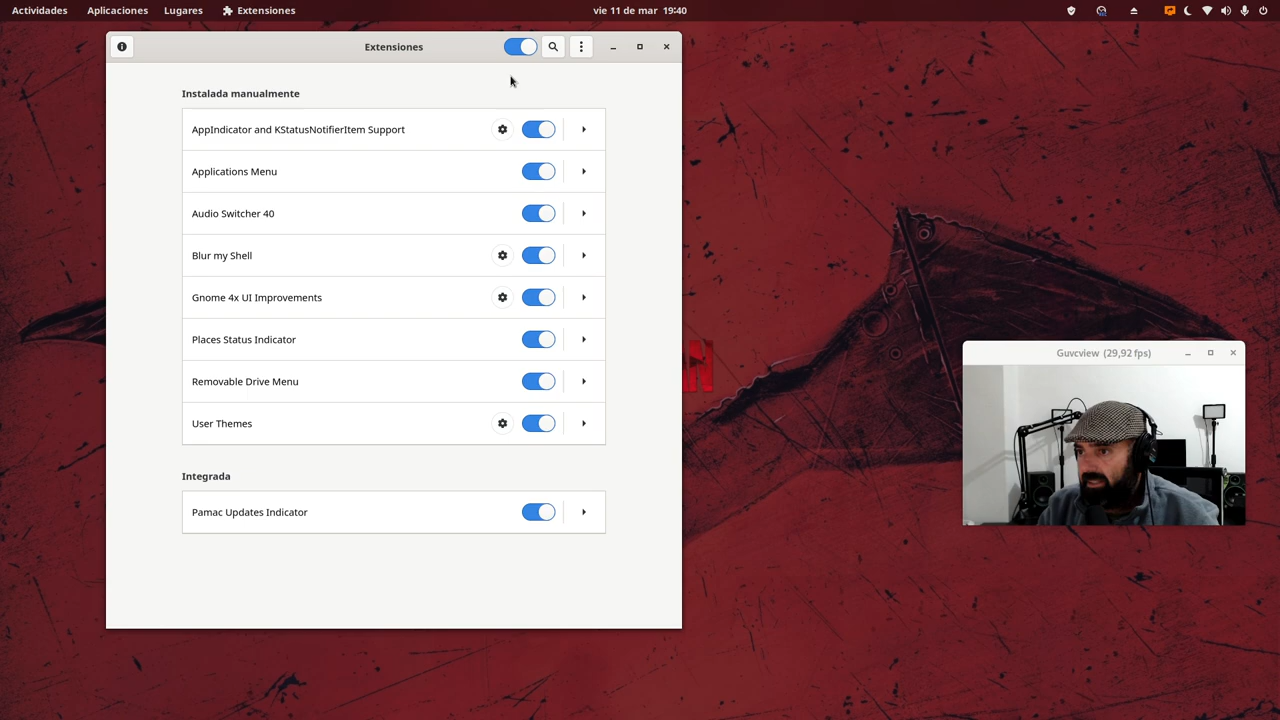 Actividades Aplicaciones Lugares Extensiones vie 11 de mar 19:40
Extensiones
Instalada manualmente
AppIndicator and KStatusNotifierItem Support
Applications Menu
Audio Switcher 40
Blur my Shell
Gnome 4x UI Improvements
Places Status Indicator
Removable Drive Menu
User Themes
Integrada
Pamac Updates Indicator
N
Guvcview (29,92 fps)